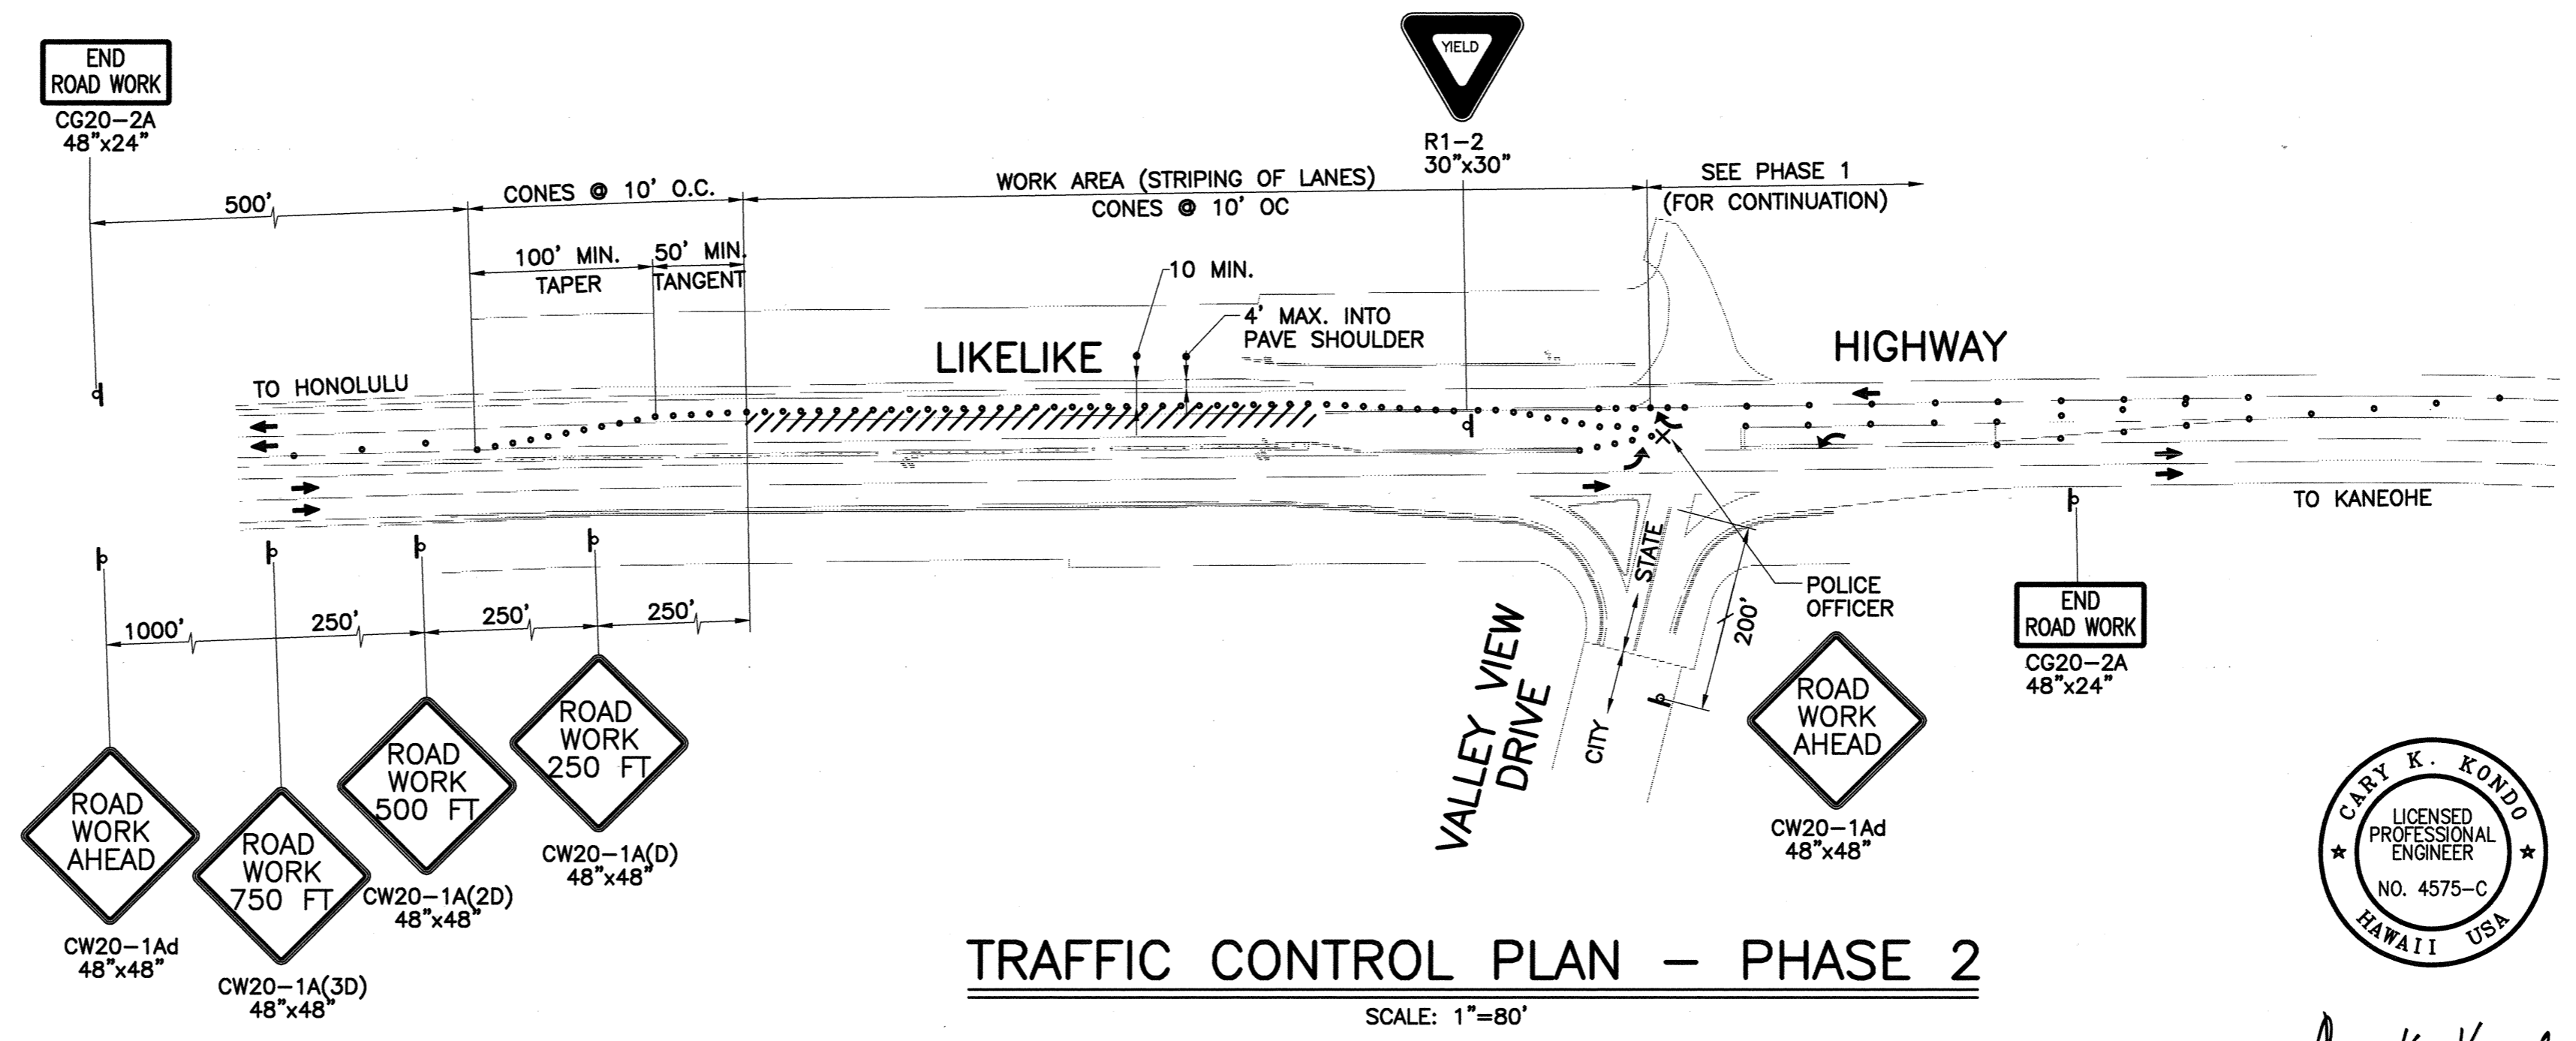 END
ROAD WORK
CG20-2A
48"x24"
YIELD
R1-2
30"x30"
500'
CONES @ 10' O.C.
WORK AREA (STRIPING OF LANES)
CONES @ 10' OC
SEE PHASE 1
(FOR CONTINUATION)
100' MIN.
TAPER
50' MIN.
TANGENT
10 MIN.
4' MAX. INTO
PAVE SHOULDER
LIKELIKE
HIGHWAY
TO HONOLULU
TO KANEOHE
STATE
CITY
200'
POLICE
OFFICER
VALLEY VIEW
DRIVE
1000'
250'
250'
250'
ROAD
WORK
AHEAD
CW20-1Ad
48"x48"
ROAD
WORK
750 FT
CW20-1A(3D)
48"x48"
ROAD
WORK
500 FT
CW20-1A(2D)
48"x48"
ROAD
WORK
250 FT
CW20-1A(D)
48"x48"
ROAD
WORK
AHEAD
CW20-1Ad
48"x48"
END
ROAD WORK
CG20-2A
48"x24"
CARY K. KONDO
LICENSED
PROFESSIONAL
ENGINEER
NO. 4575-C
HAWAII USA
TRAFFIC CONTROL PLAN - PHASE 2
SCALE: 1"=80'